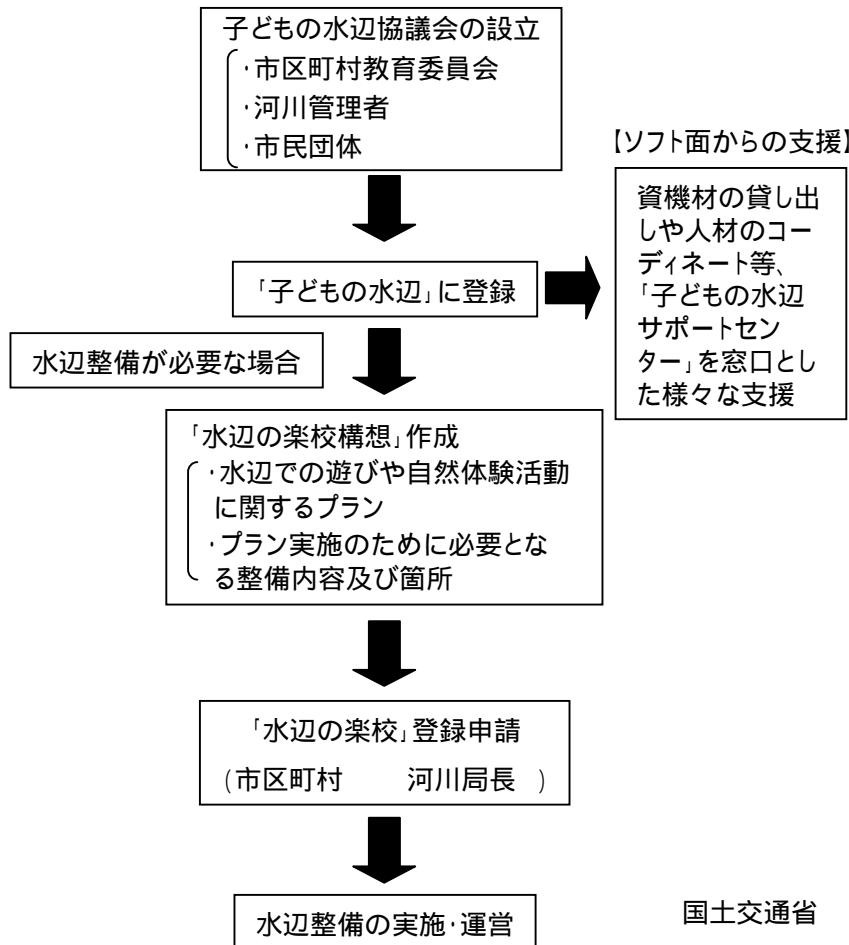 子どもの水辺協議会の設立
・市区町村教育委員会
・河川管理者
・市民団体
【ソフト面からの支援】
資機材の貸し出
しや人材のコー
ディネート等、
「子どもの水辺
サポートセン
ター」を窓口とし
た様々な支援
「子どもの水辺」に登録
水辺整備が必要な場合
「水辺の楽校構想」作成
・水辺での遊びや自然体験活動
に関するプラン
・プラン実施のために必要とな
る整備内容及び箇所
「水辺の楽校」登録申請
(市区町村　　河川局長　)
水辺整備の実施・運営
国土交通省